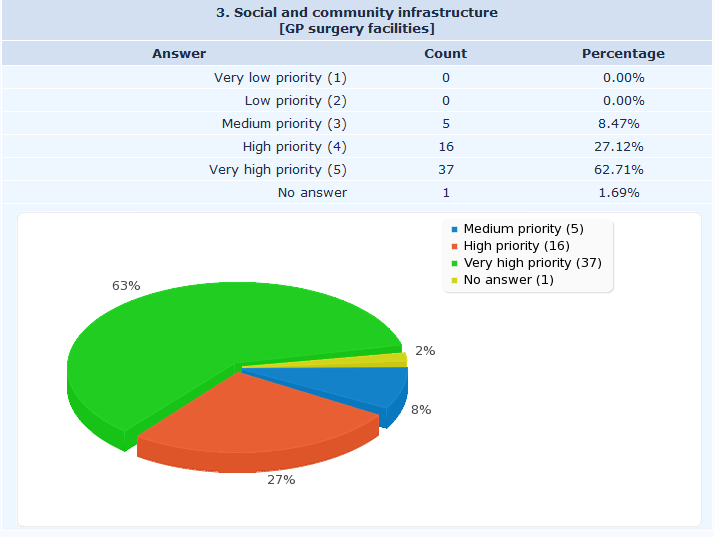 3. Social and community infrastructure
[GP surgery facilities]
Answer Count Percentage
Very low priority (1) 0 0.00%
Low priority (2) 0 0.00%
Medium priority (3) 5 8.47%
High priority (4) 16 27.12%
Very high priority (5) 37 62.71%
No answer 1 1.69%
Medium priority (5)
High priority (16)
Very high priority (37)
No answer (1)
63%
2%
8%
27%